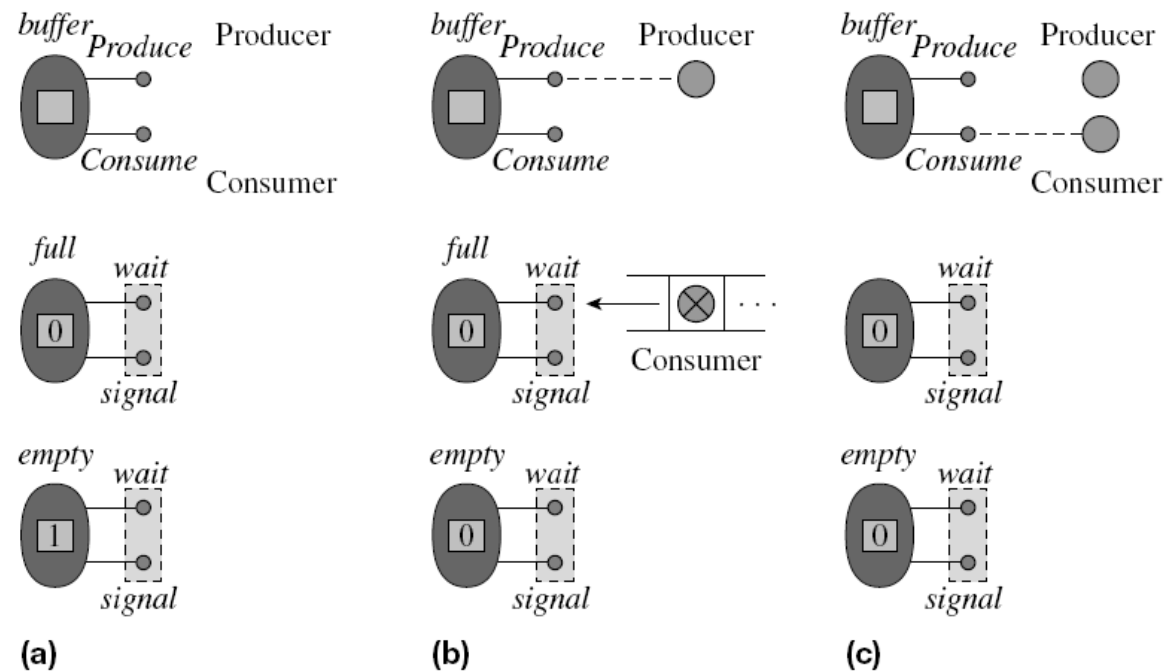 buffer
Produce
Producer
Consume
Consumer
full
wait
0
signal
empty
wait
1
signal
(a)
buffer
Produce
Producer
Consume
full
wait
0
. . .
Consumer
signal
empty
wait
0
signal
(b)
buffer
Produce
Producer
Consume
Consumer
wait
0
signal
empty
wait
0
signal
(c)